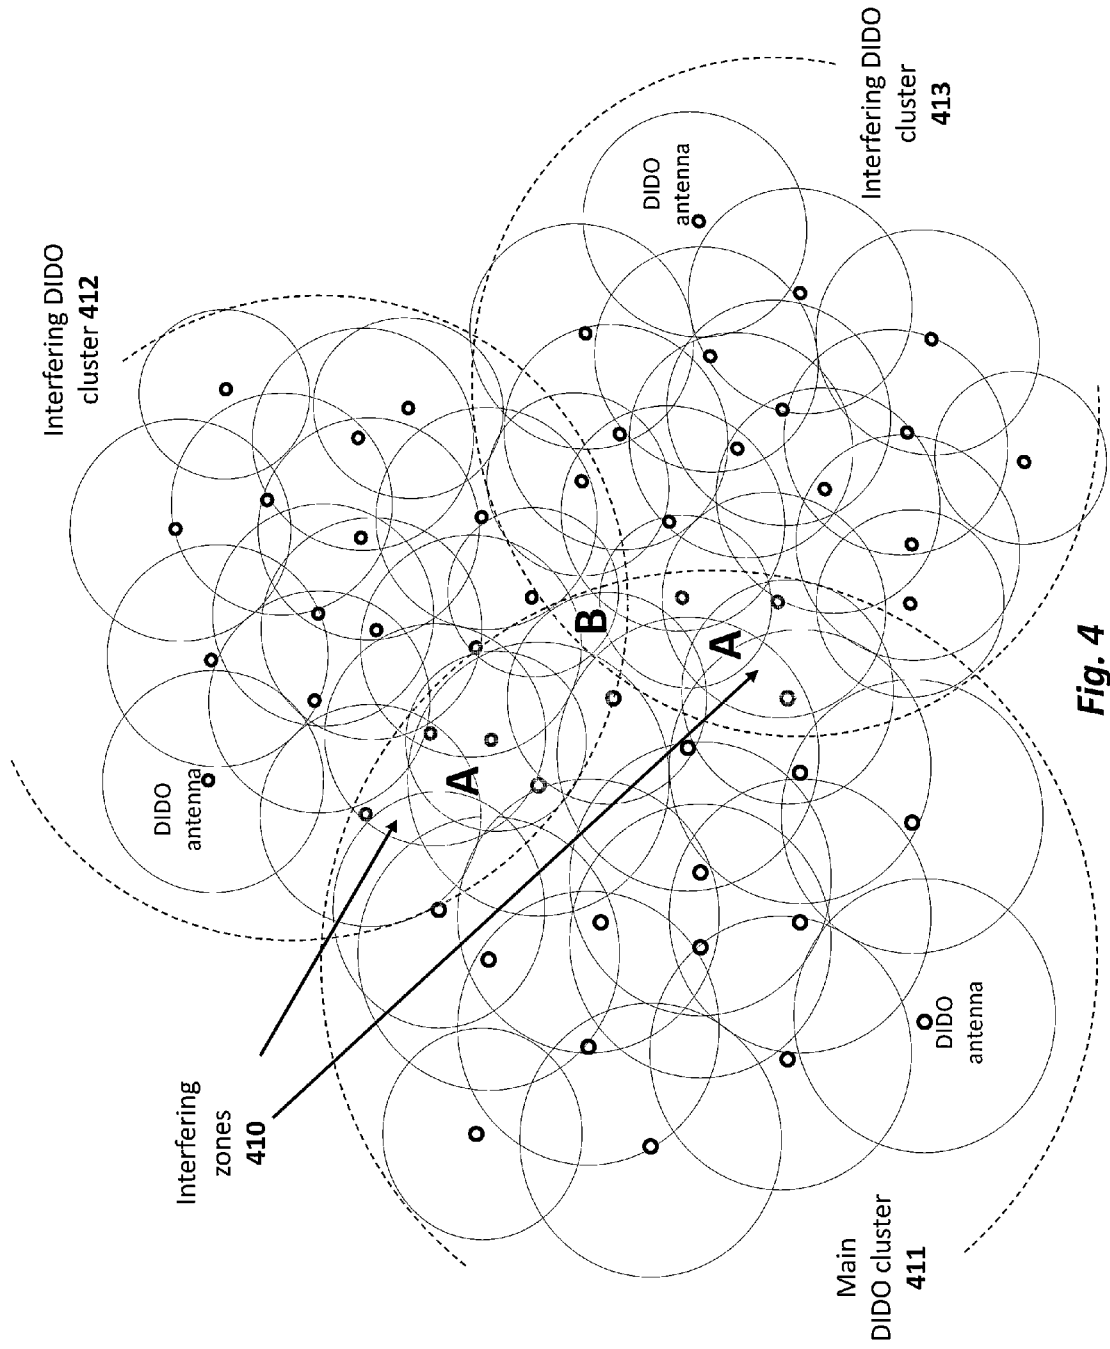 Interfering DIDO
cluster 412
Interfering DIDO
cluster
413
DIDO
antenna
DIDO
antenna
A
B
A
Interfering
zones
410
DIDO
antenna
Main
DIDO cluster
411
Fig. 4